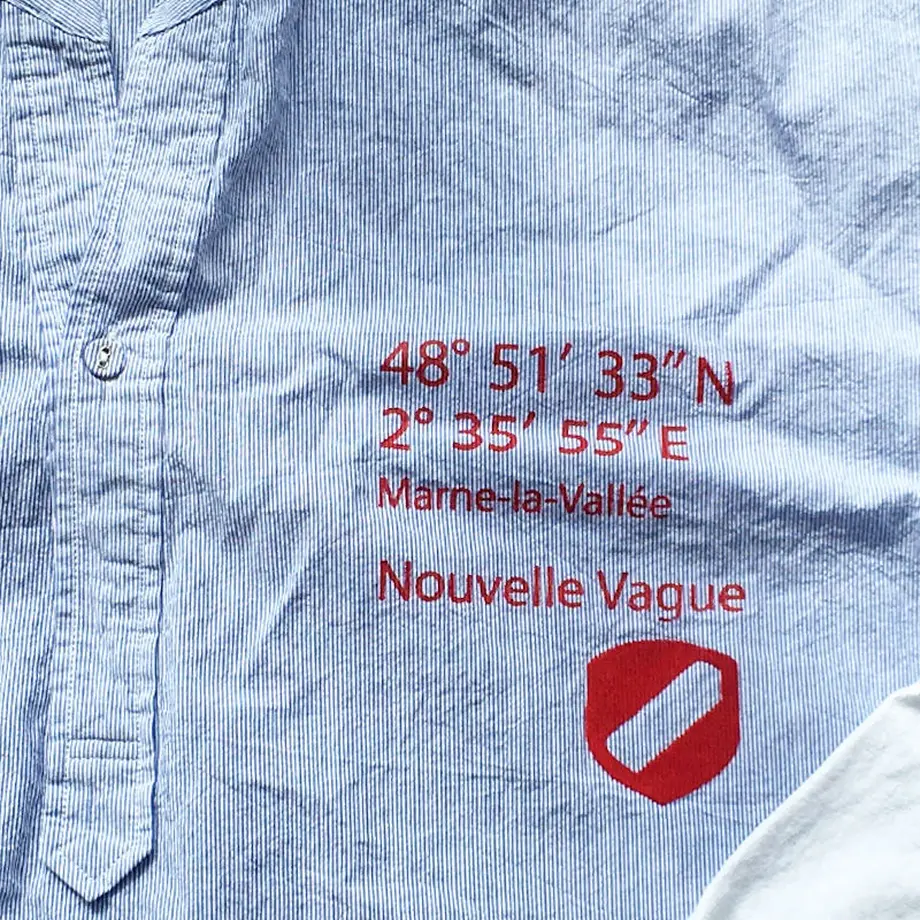 48° 51′ 33″ N
2° 35′ 55″ E
Marne-la-Vallée
Nouvelle Vague